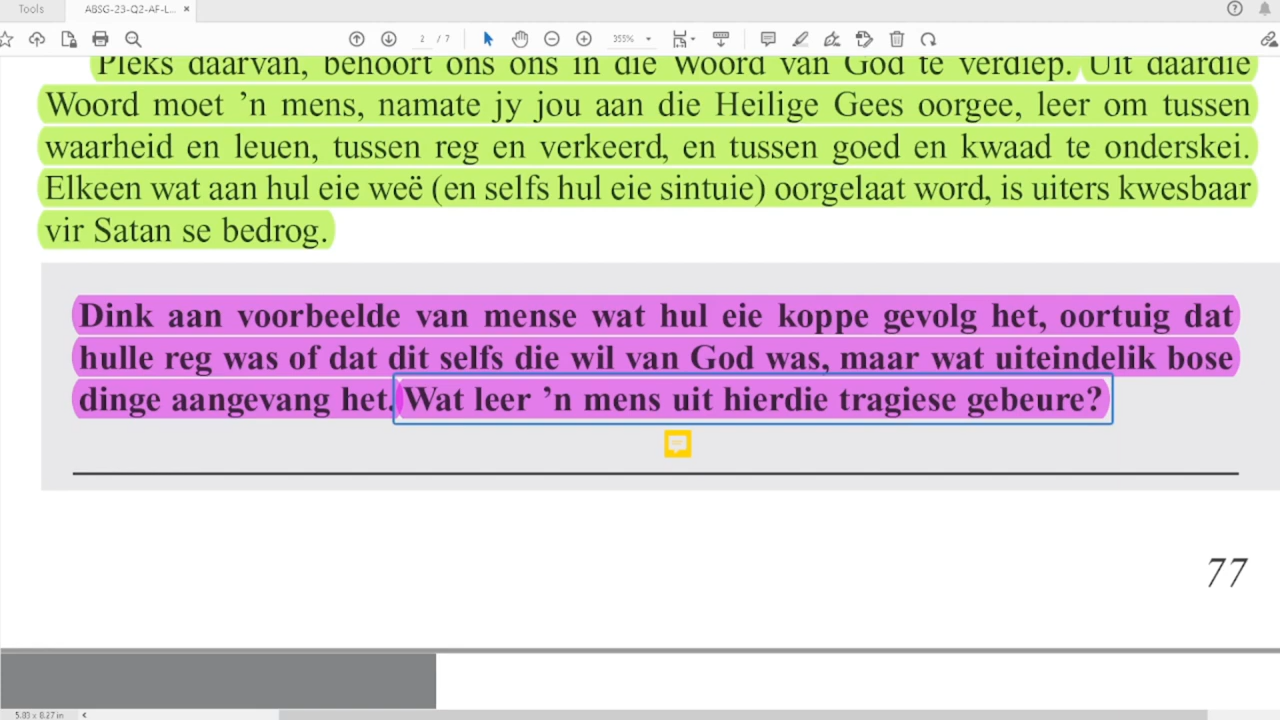 Tools
ABSG-23-Q2-AF-L... ×
2 / 7
355%
Pleks daarvan, behoort ons ons in die Woord van God te verdiep. Uit daardie
Woord moet ’n mens, namate jy jou aan die Heilige Gees oorgee, leer om tussen
waarheid en leuen, tussen reg en verkeerd, en tussen goed en kwaad te onderskei.
Elkeen wat aan hul eie weë (en selfs hul eie sintuie) oorgelaat word, is uiters kwesbaar
vir Satan se bedrog.
Dink aan voorbeelde van mense wat hul eie koppe gevolg het, oortuig dat
hulle reg was of dat dit selfs die wil van God was, maar wat uiteindelik bose
dinge aangevang het. Wat leer ’n mens uit hierdie tragiese gebeure?
77
5.83 x 8.27 in